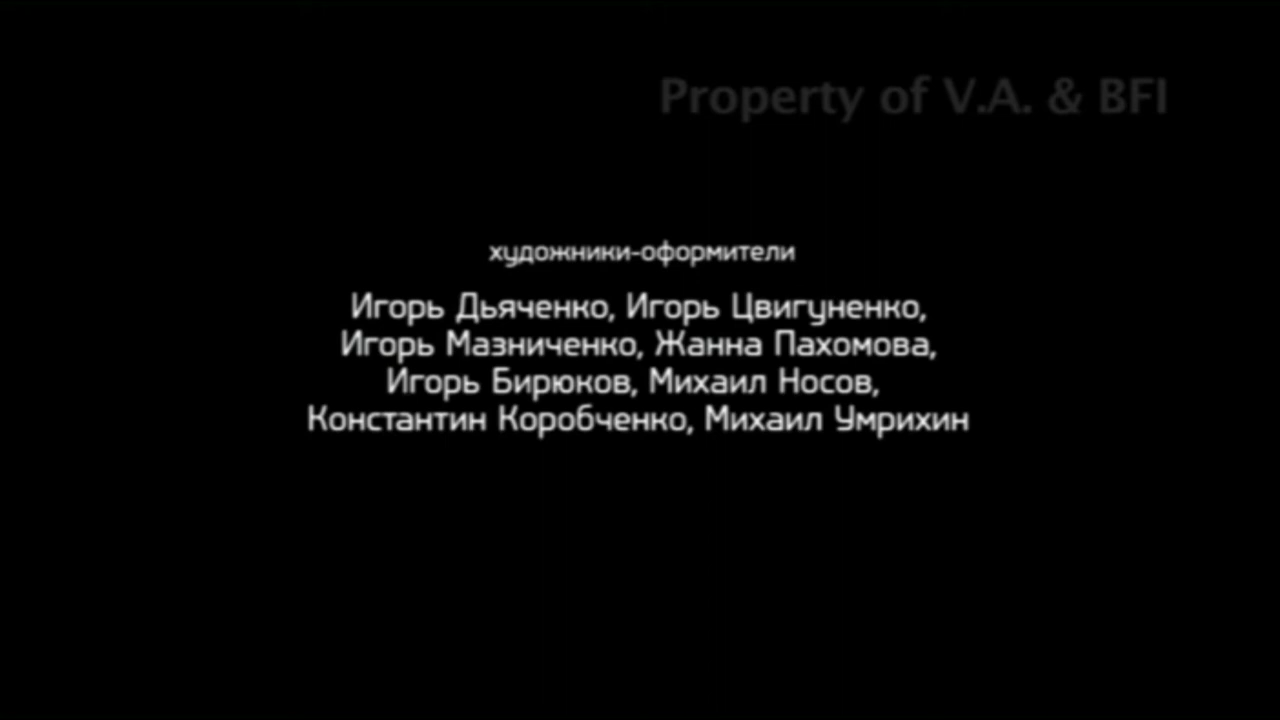 Property of V.A. & BFI
художники-оформители
Игорь Дьяченко, Игорь Цвигуненко,
Игорь Мазниченко, Жанна Пахомова,
Игорь Бирюков, Михаил Носов,
Константин Коробченко, Михаил Умрихин